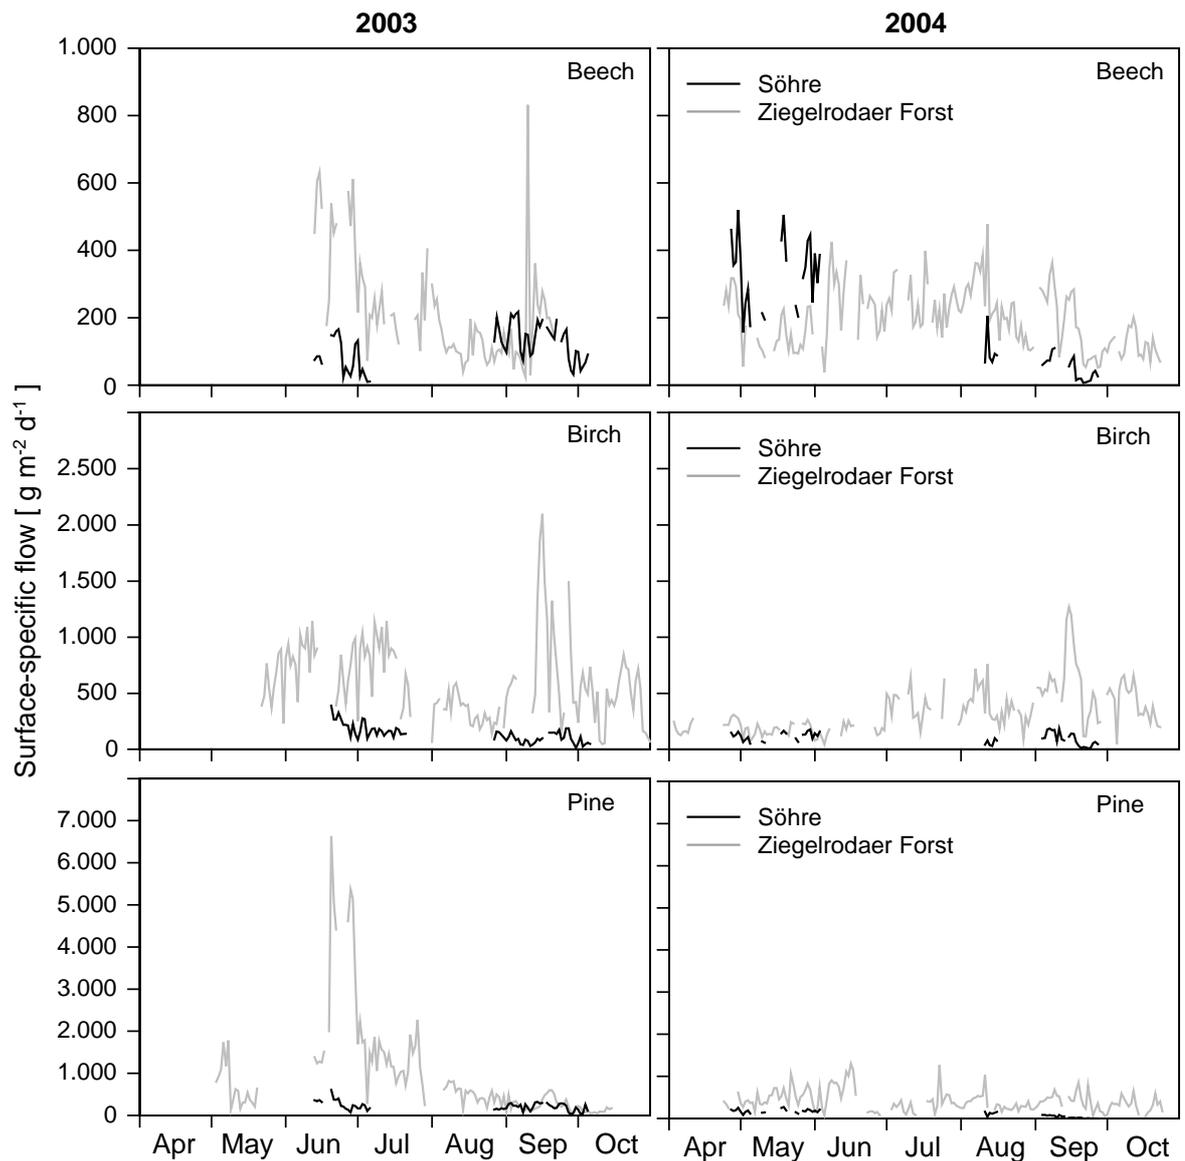 2003 2004
1.000
800
600
400
200
0
Beech
Söhre
Ziegelrodaer Forst
Beech
Surface-specific flow [ g m-2 d-1 ]
2.500
2.000
1.500
1.000
500
0
Birch
Söhre
Ziegelrodaer Forst
Birch
7.000
6.000
5.000
4.000
3.000
2.000
1.000
0
Pine
Söhre
Ziegelrodaer Forst
Pine
Apr May Jun Jul Aug Sep Oct
Apr May Jun Jul Aug Sep Oct